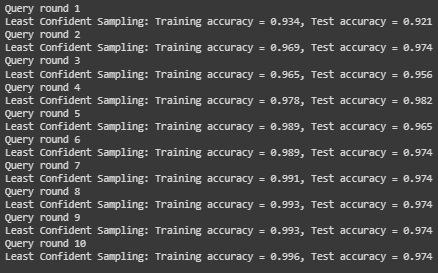 Query round 1
Least Confident Sampling: Training accuracy = 0.934, Test accuracy = 0.921
Query round 2
Least Confident Sampling: Training accuracy = 0.969, Test accuracy = 0.974
Query round 3
Least Confident Sampling: Training accuracy = 0.965, Test accuracy = 0.956
Query round 4
Least Confident Sampling: Training accuracy = 0.978, Test accuracy = 0.982
Query round 5
Least Confident Sampling: Training accuracy = 0.989, Test accuracy = 0.965
Query round 6
Least Confident Sampling: Training accuracy = 0.989, Test accuracy = 0.974
Query round 7
Least Confident Sampling: Training accuracy = 0.991, Test accuracy = 0.974
Query round 8
Least Confident Sampling: Training accuracy = 0.993, Test accuracy = 0.974
Query round 9
Least Confident Sampling: Training accuracy = 0.993, Test accuracy = 0.974
Query round 10
Least Confident Sampling: Training accuracy = 0.996, Test accuracy = 0.974